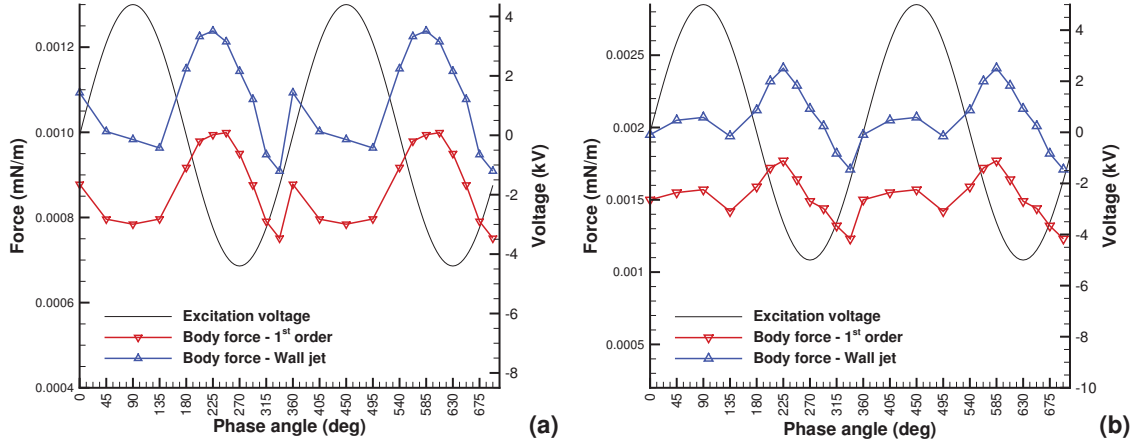 0.0012
0.0010
0.0008
0.0006
0.0004
Force (mN/m)
4
2
0
-2
-4
-6
-8
Voltage (kV)
Excitation voltage
Body force - 1st order
Body force - Wall jet
0 45 90 135 180 225 270 315 360 405 450 495 540 585 630 675
Phase angle (deg)
(a)
0.0025
0.002
0.0015
0.001
0.0005
Force (mN/m)
4
2
0
-2
-4
-6
-8
-10
Voltage (kV)
Excitation voltage
Body force - 1st order
Body force - Wall jet
0 45 90 135 180 225 270 315 360 405 450 495 540 585 630 675
Phase angle (deg)
(b)